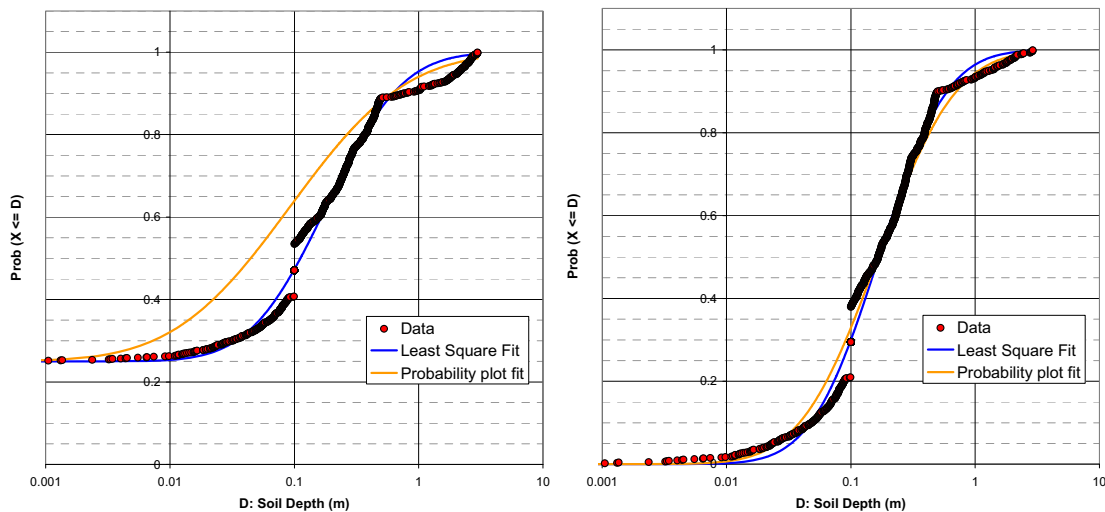 1
0.8
0.6
0.4
0.2
0
0.001
0.01
0.1
1
10
Prob (X <= D)
D: Soil Depth (m)
Data
Least Square Fit
Probability plot fit
1
0.8
0.6
0.4
0.2
0
0.001
0.01
0.1
1
10
Prob (X <= D)
D: Soil Depth (m)
Data
Least Square Fit
Probability plot fit